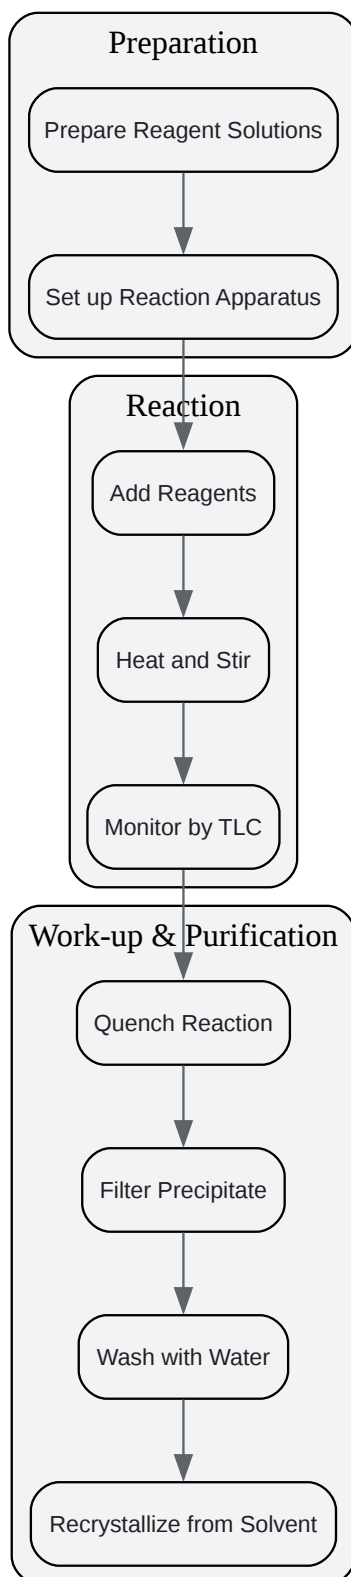 Preparation
Prepare Reagent Solutions
Set up Reaction Apparatus
Reaction
Add Reagents
Heat and Stir
Monitor by TLC
Work-up & Purification
Quench Reaction
Filter Precipitate
Wash with Water
Recrystallize from Solvent